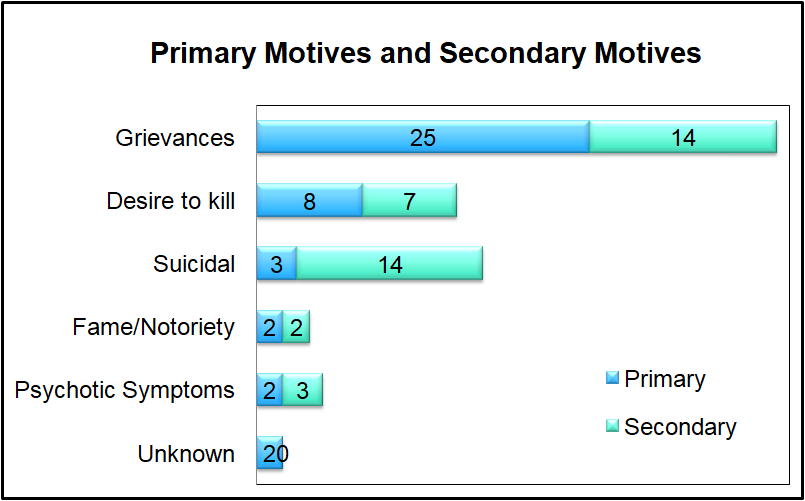 Primary Motives and Secondary Motives
Grievances 25 14
Desire to kill 8 7
Suicidal 3 14
Fame/Notoriety 2 2
Psychotic Symptoms 2 3
Primary
Secondary
Unknown 2 0